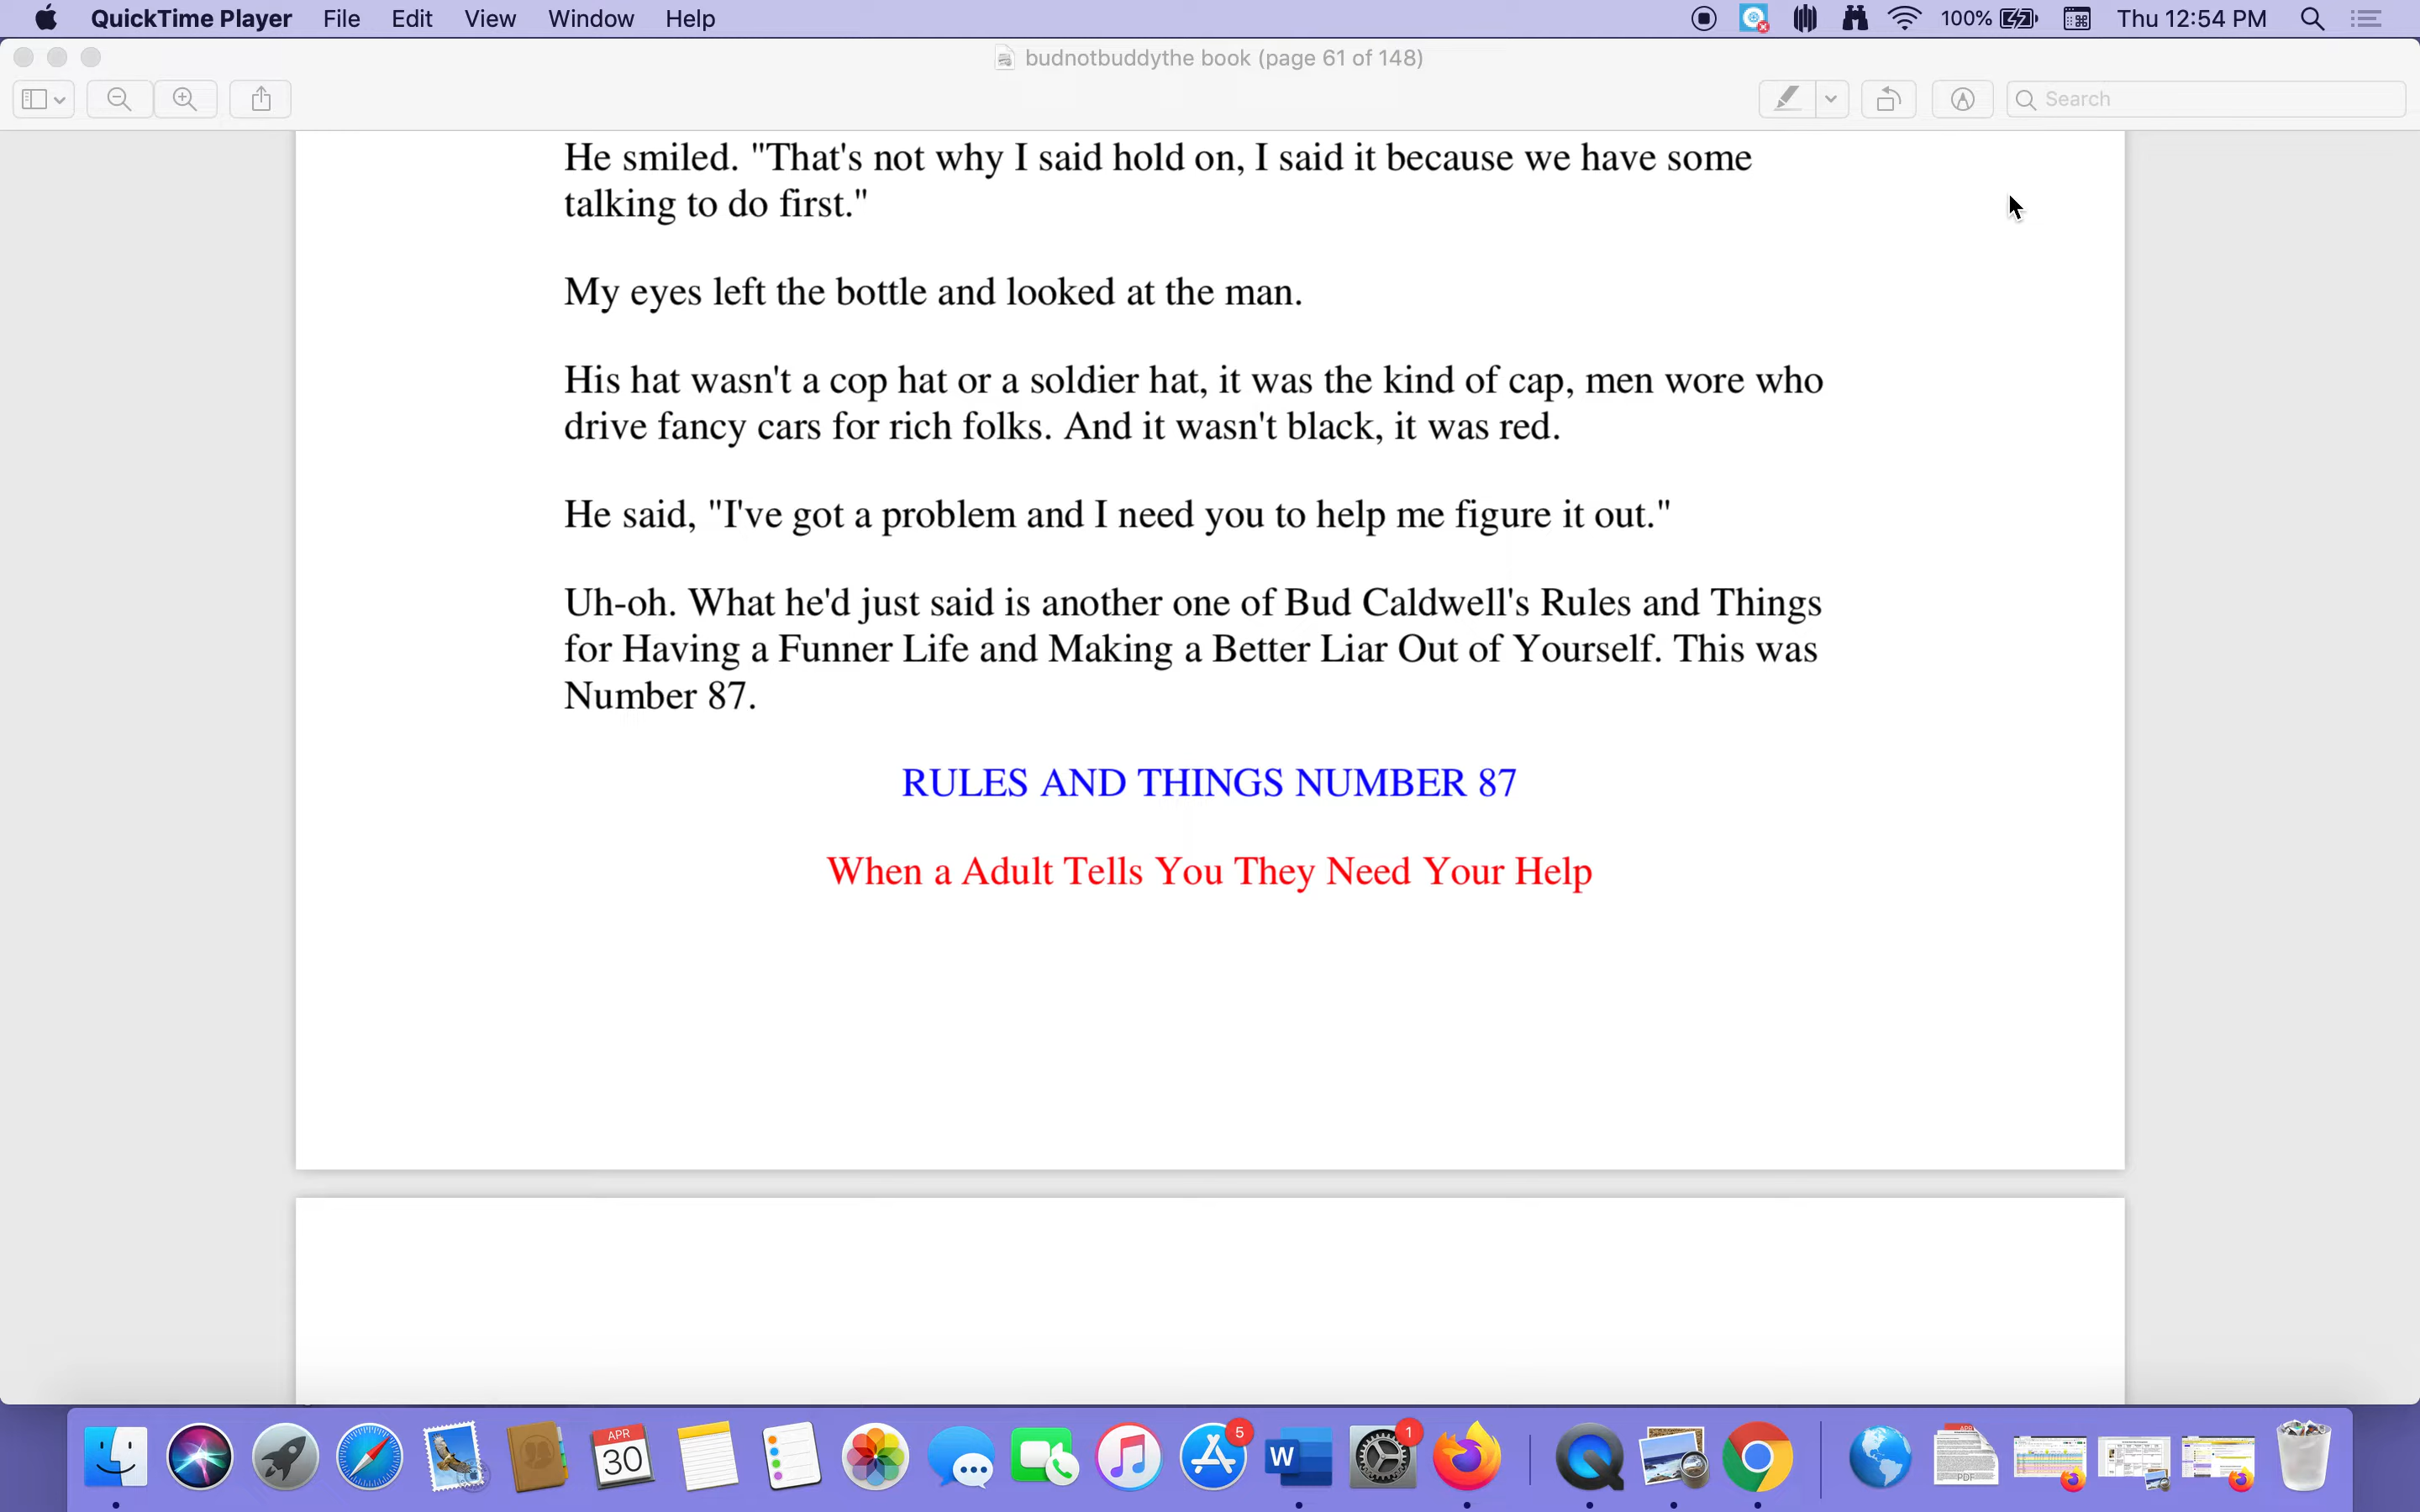 QuickTime Player File Edit View Window Help 100% Thu 12:54 PM
budnotbuddythe book (page 61 of 148)
Search
He smiled. "That's not why I said hold on, I said it because we have some
talking to do first."
My eyes left the bottle and looked at the man.
His hat wasn't a cop hat or a soldier hat, it was the kind of cap, men wore who
drive fancy cars for rich folks. And it wasn't black, it was red.
He said, "I've got a problem and I need you to help me figure it out."
Uh-oh. What he'd just said is another one of Bud Caldwell's Rules and Things
for Having a Funner Life and Making a Better Liar Out of Yourself. This was
Number 87.
RULES AND THINGS NUMBER 87
When a Adult Tells You They Need Your Help
APR
30
5
W
1
PDF